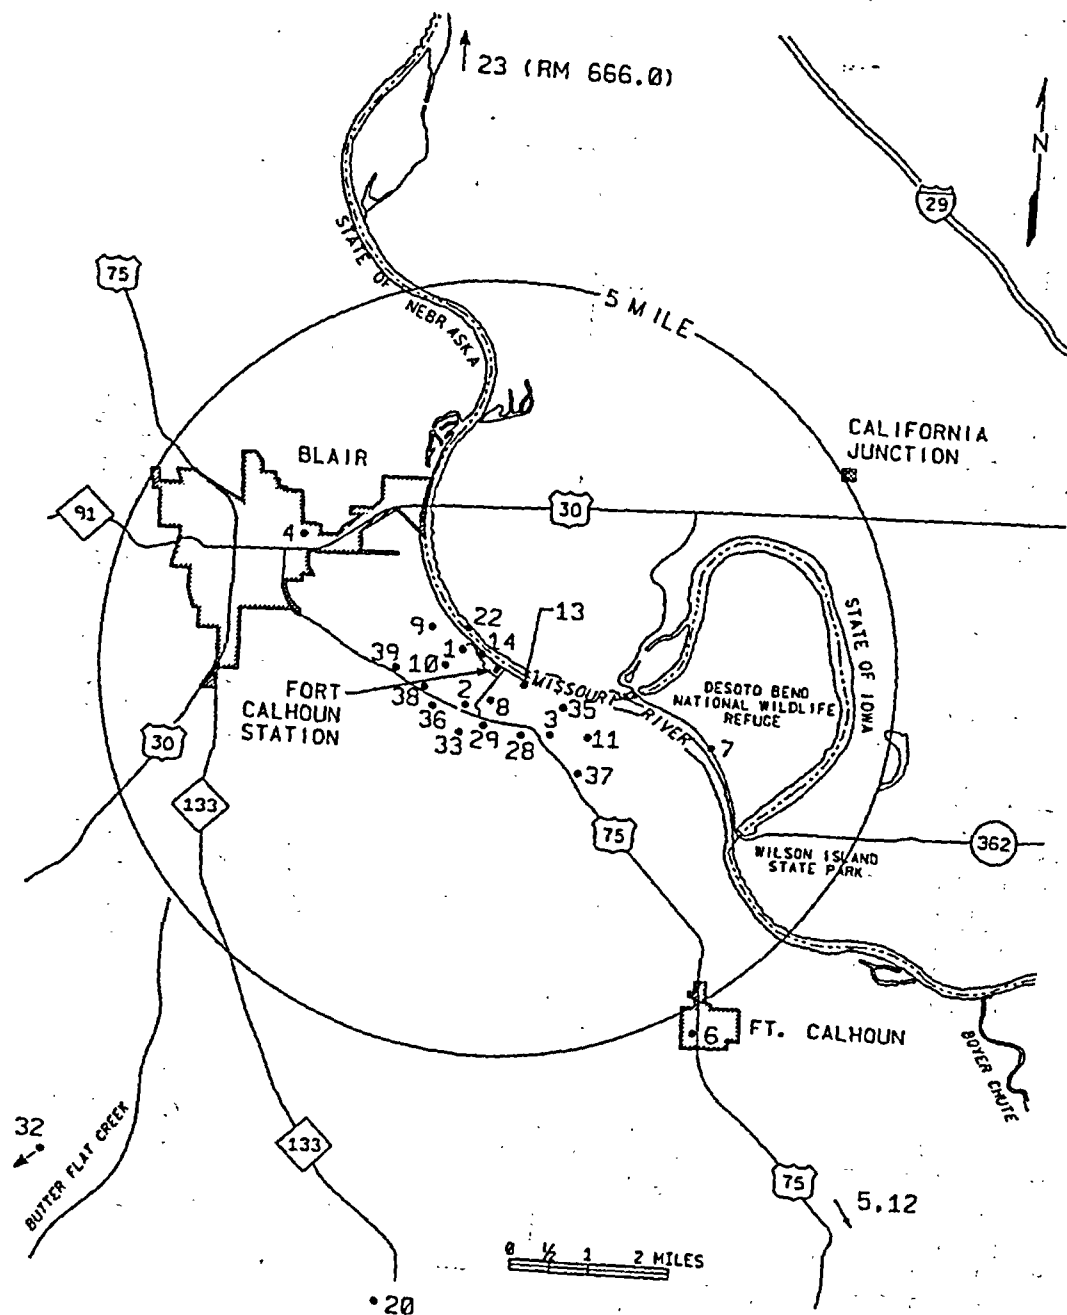 23 (RM 666.0)
N
29
STATE OF NEBRASKA
75
5 MILE
CALIFORNIA
JUNCTION
BLAIR
30
91
4
STATE OF IOWA
13
9
22
1
14
39
10
FORT
CALHOUN
STATION
38
2
8
36
33
29
28
3
35
11
37
MISSOURI RIVER
DESOTO BEND
NATIONAL WILDLIFE
REFUGE
7
30
133
75
362
WILSON ISLAND
STATE PARK
6
FT. CALHOUN
BOYER CHUTE
32
BUTTER FLAT CREEK
133
75
5.12
0 ½ 1 2 MILES
20